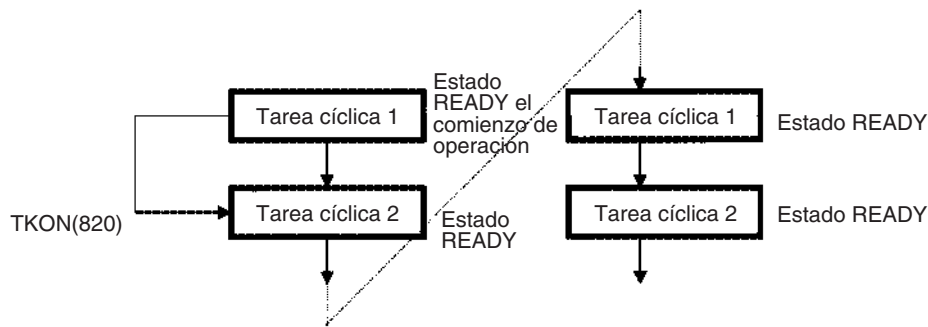 Tarea cíclica 1
Estado
READY el
comienzo de
operación
Tarea cíclica 1
Estado READY
TKON(820)
Tarea cíclica 2
Estado
READY
Tarea cíclica 2
Estado READY